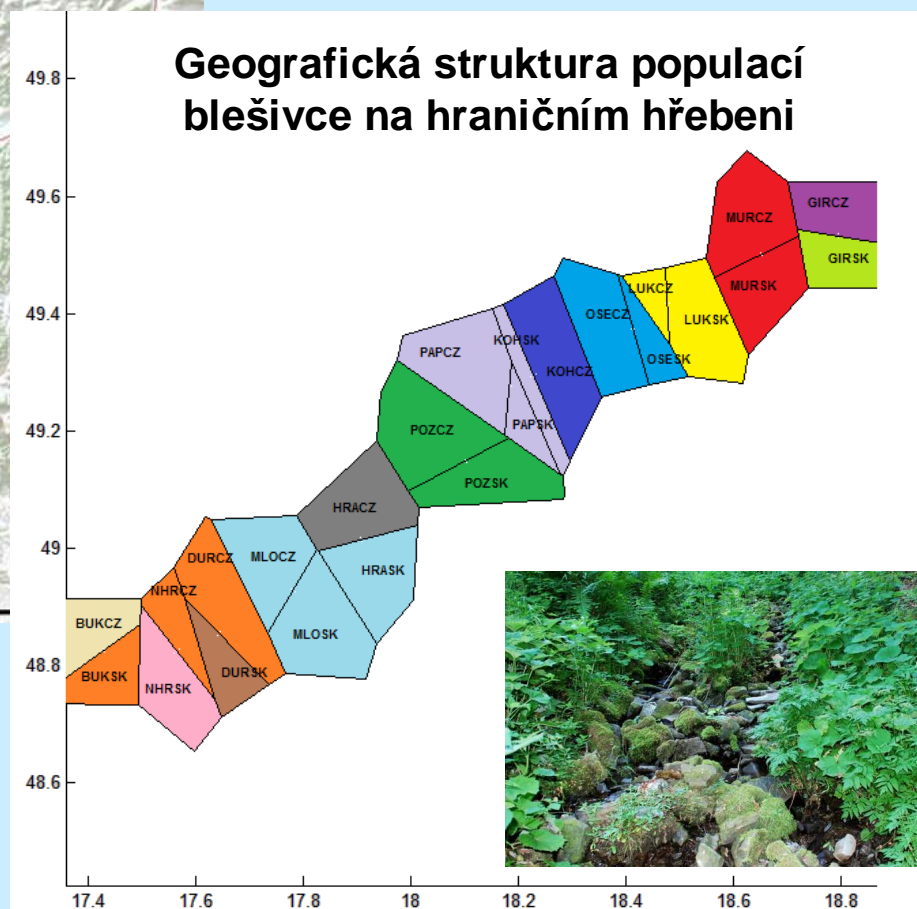 Geografická struktura populací
blešivce na hraničním hřebeni
49.8
49.6
49.4
49.2
49
48.8
48.6
MURCZ
GIRCZ
GIRSK
MURSK
LUKCZ
LUKSK
OSECZ
OSESK
KOHSK
KOHCZ
PAPCZ
PAPSK
POZCZ
POZSK
HRACZ
HRASK
MLOCZ
MLOSK
DURCZ
NHRCZ
DURSK
BUKCZ
BUKSK
NHRSK
17.4 17.6 17.8 18 18.2 18.4 18.6 18.8